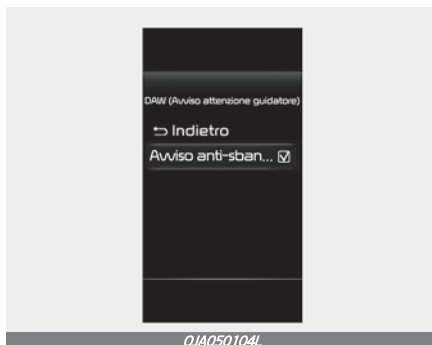 DAW (Avviso attenzione guidatore)
Indietro
Avviso anti-sban...
OJA050104L